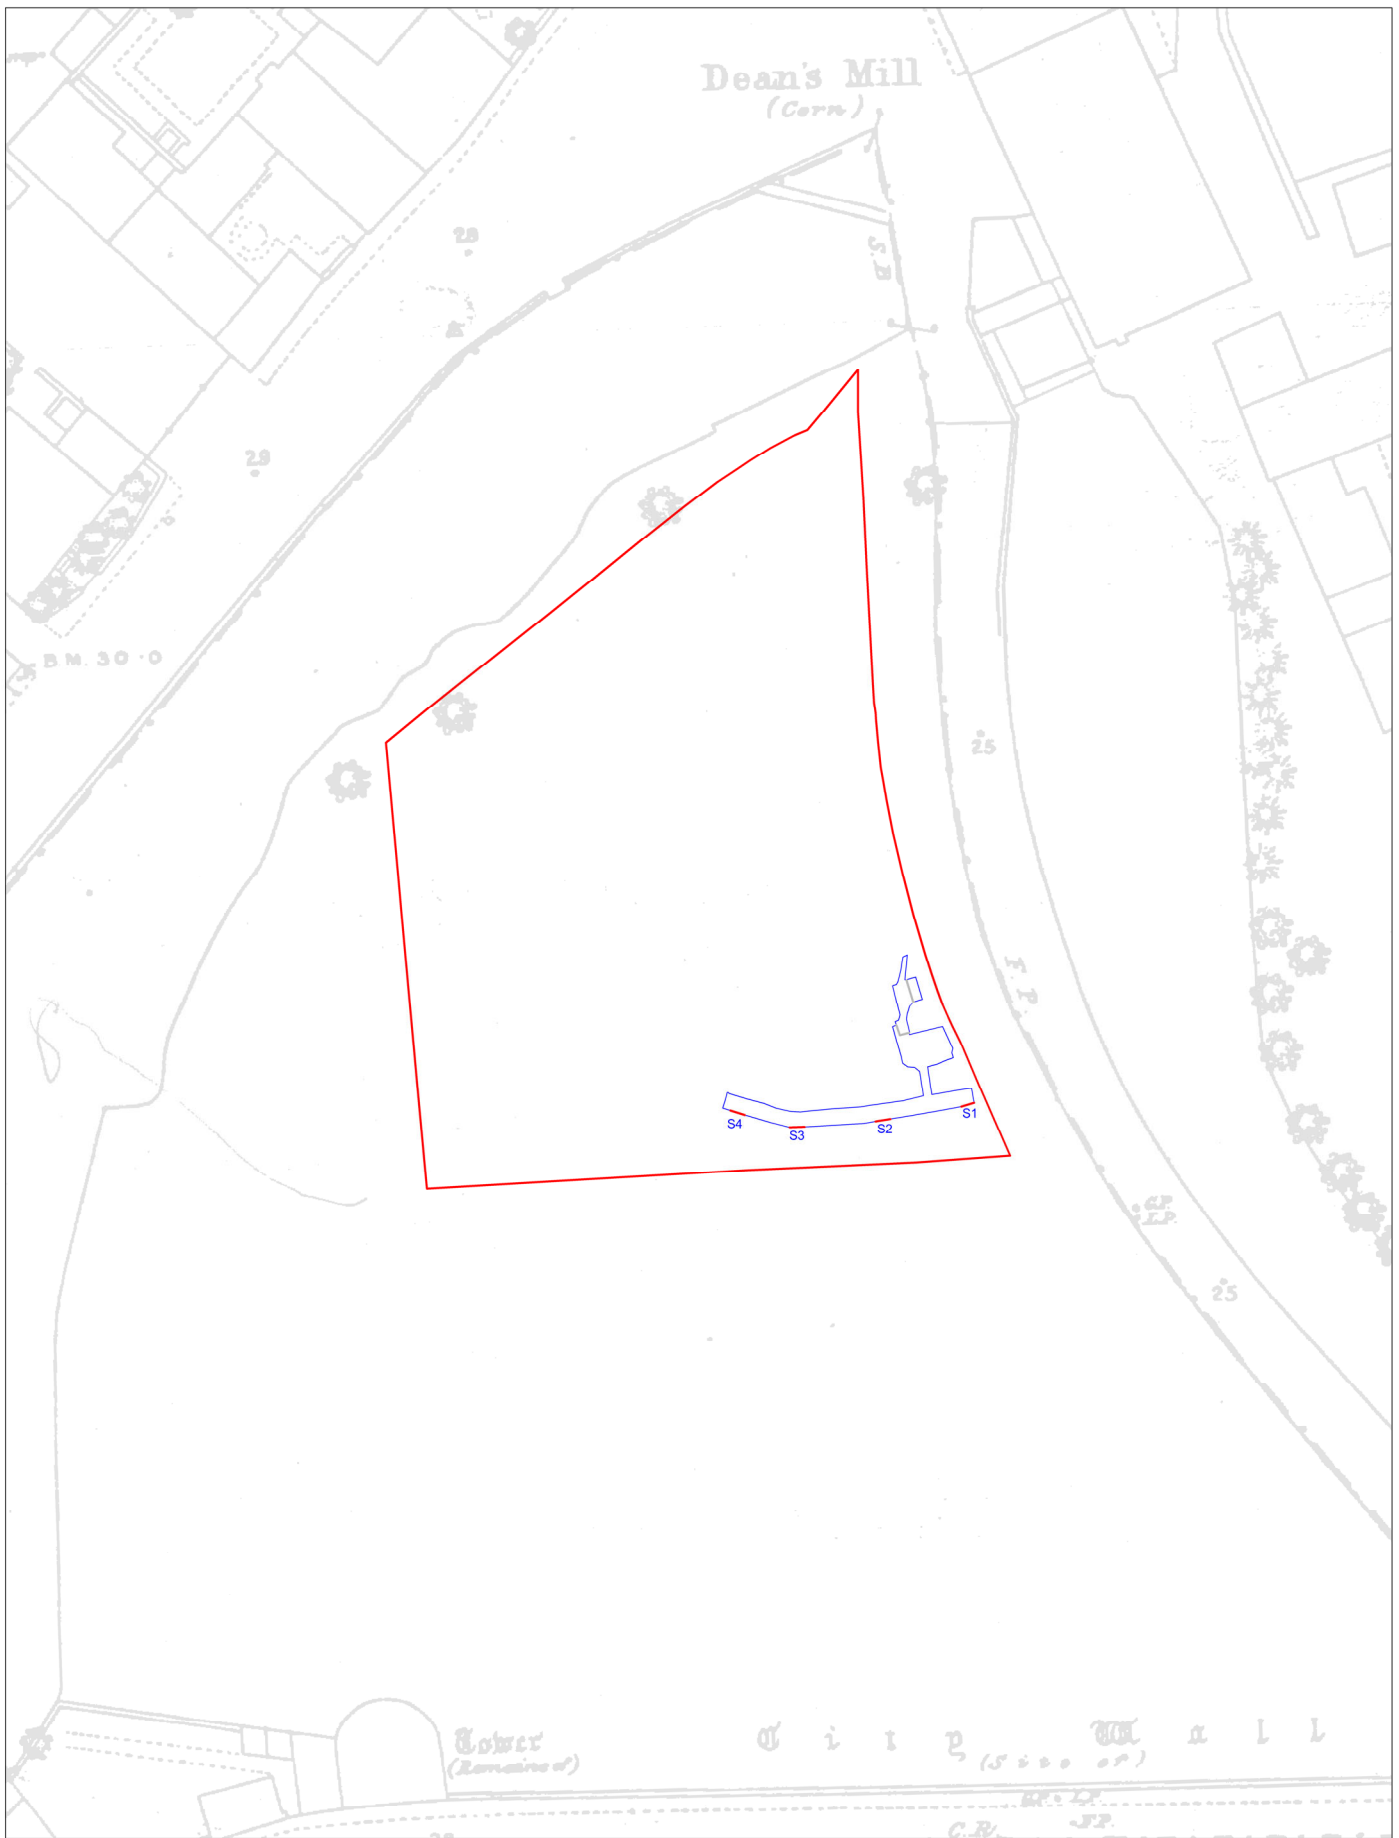 Dean's Mill
(Corn)
28
S.B
29
B.M. 30·0
25
F.P.
S4
S3
S2
S1
G.P.
L.P.
25
Tower
(Remains of)
City Wall
(Site of)
G.P. L.P.
F.P.
C.R.